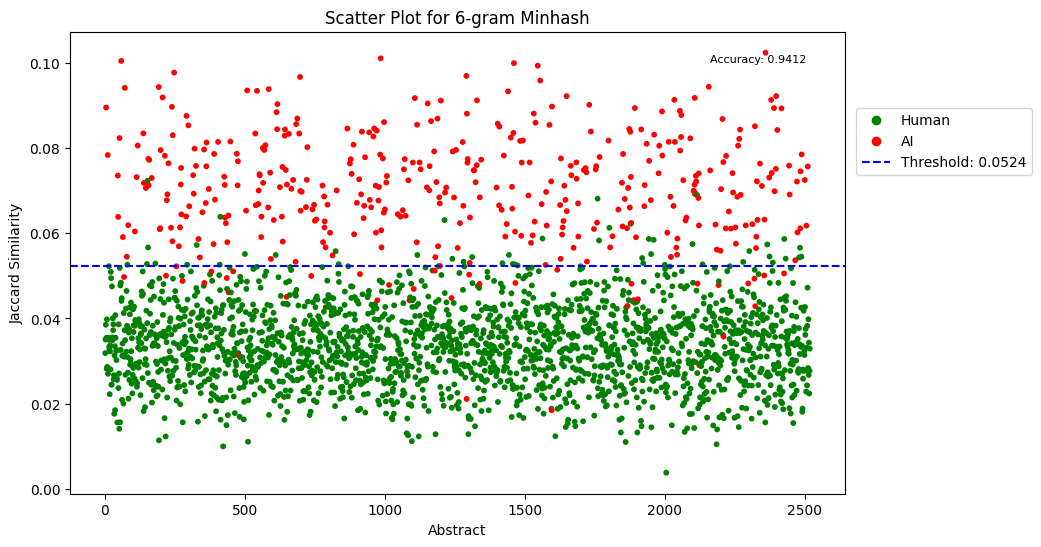 Scatter Plot for 6-gram Minhash
Accuracy: 0.9412
Human
AI
Threshold: 0.0524
Jaccard Similarity
0.10
0.08
0.06
0.04
0.02
0.00
0
500
1000
1500
2000
2500
Abstract